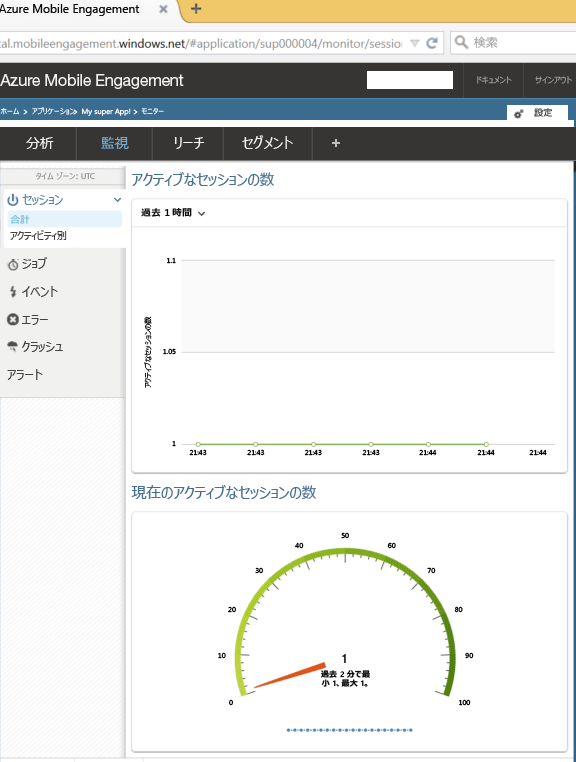 Azure Mobile Engagement
tal.mobileengagement.windows.net/#application/sup000004/monitor/sessio
検索
Azure Mobile Engagement
ドキュメント
サインアウト
ホーム > アプリケーション> My super App! > モニター
設定
分析
監視
リーチ
セグメント
+
タイム ゾーン: UTC
セッション
合計
アクティビティ別
ジョブ
イベント
エラー
クラッシュ
アラート
アクティブなセッションの数
過去 1 時間
アクティブなセッションの数
1.1
1.05
1
21:43 21:43 21:43 21:43 21:44 21:44 21:44
現在のアクティブなセッションの数
0
10
20
30
40
50
60
70
80
90
100
1
過去 2 分で最
小 1、最大 1。